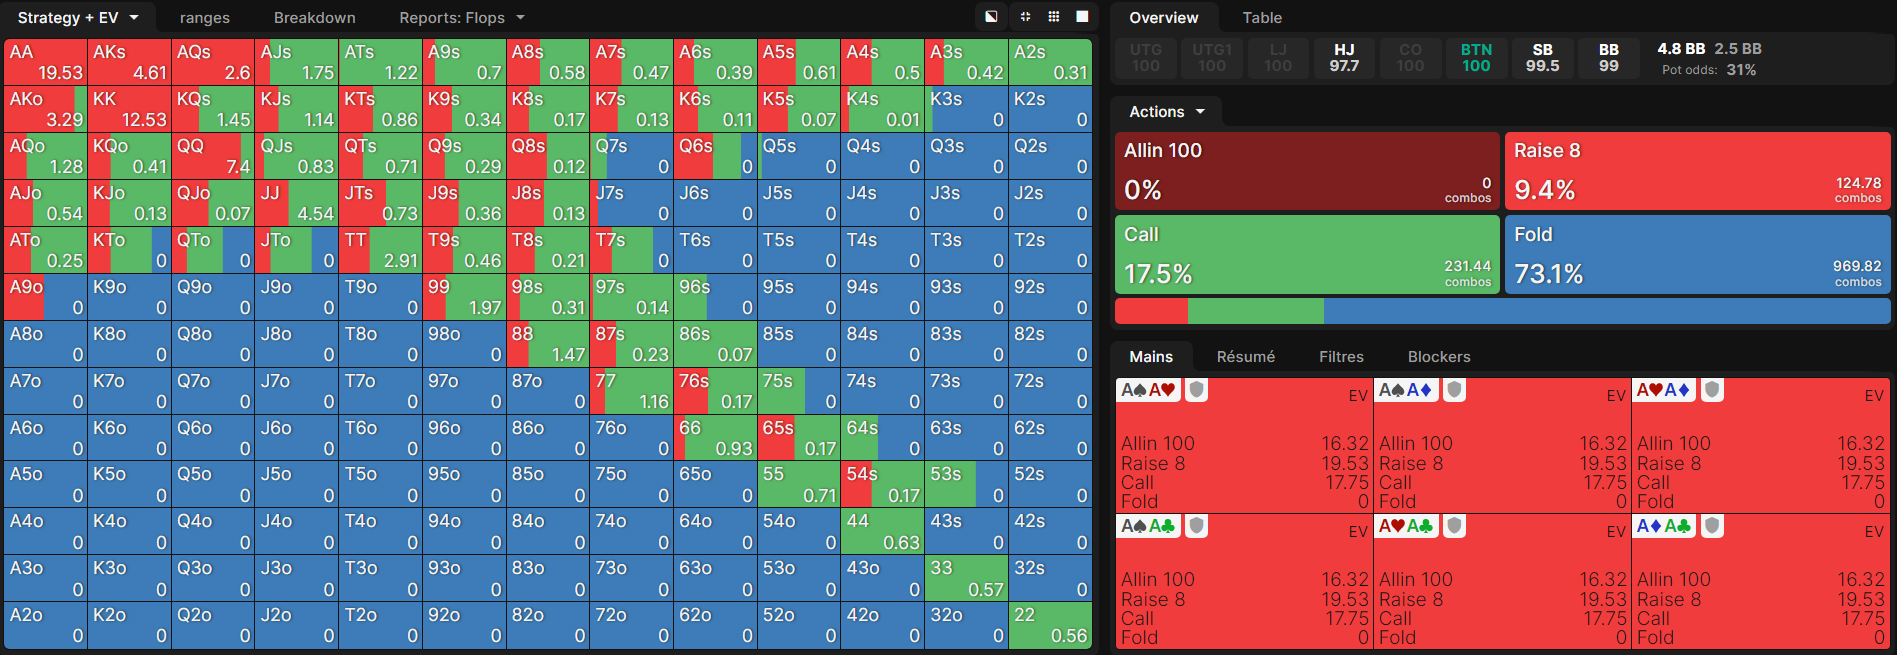 Strategy + EV ranges Breakdown Reports: Flops
AA AKs AQs AJs ATs A9s A8s A7s A6s A5s A4s A3s A2s
19.53 4.61 2.6 1.75 1.22 0.7 0.58 0.47 0.39 0.61 0.5 0.42 0.31
AKo KK KQs KJs KTs K9s K8s K7s K6s K5s K4s K3s K2s
3.29 12.53 1.45 1.14 0.86 0.34 0.17 0.13 0.11 0.07 0.01 0 0
AQo KQo QQ QJs QTs Q9s Q8s Q7s Q6s Q5s Q4s Q3s Q2s
1.28 0.41 7.4 0.83 0.71 0.29 0.12 0 0 0 0 0 0
AJo KJo QJo JJ JTs J9s J8s J7s J6s J5s J4s J3s J2s
0.54 0.13 0.07 4.54 0.73 0.36 0.13 0 0 0 0 0 0
ATo KTo QTo JTo TT T9s T8s T7s T6s T5s T4s T3s T2s
0.25 0 0 0 2.91 0.46 0.21 0 0 0 0 0 0
A9o K9o Q9o J9o T9o 99 98s 97s 96s 95s 94s 93s 92s
0 0 0 0 0 1.97 0.31 0.14 0 0 0 0 0
A8o K8o Q8o J8o T8o 98o 88 87s 86s 85s 84s 83s 82s
0 0 0 0 0 0 1.47 0.23 0.07 0 0 0 0
A7o K7o Q7o J7o T7o 97o 87o 77 76s 75s 74s 73s 72s
0 0 0 0 0 0 0 1.16 0.17 0 0 0 0
A6o K6o Q6o J6o T6o 96o 86o 76o 66 65s 64s 63s 62s
0 0 0 0 0 0 0 0 0.93 0.17 0 0 0
A5o K5o Q5o J5o T5o 95o 85o 75o 65o 55 54s 53s 52s
0 0 0 0 0 0 0 0 0 0.71 0.17 0 0
A4o K4o Q4o J4o T4o 94o 84o 74o 64o 54o 44 43s 42s
0 0 0 0 0 0 0 0 0 0 0.63 0 0
A3o K3o Q3o J3o T3o 93o 83o 73o 63o 53o 43o 33 32s
0 0 0 0 0 0 0 0 0 0 0 0.57 0
A2o K2o Q2o J2o T2o 92o 82o 72o 62o 52o 42o 32o 22
0 0 0 0 0 0 0 0 0 0 0 0 0.56
Overview Table
UTG UTG1 LJ HJ CO BTN SB BB 4.8 BB 2.5 BB
100 100 100 97.7 100 100 99.5 99 Pot odds: 31%
Actions
Allin 100 Raise 8
0% 0 combos 9.4% 124.78 combos
Call Fold
17.5% 231.44 combos 73.1% 969.82 combos
Mains Résumé Filtres Blockers
A♠A♥ EV A♠A♦ EV A♥A♦ EV
Allin 100 16.32 Allin 100 16.32 Allin 100 16.32
Raise 8 19.53 Raise 8 19.53 Raise 8 19.53
Call 17.75 Call 17.75 Call 17.75
Fold 0 Fold 0 Fold 0
A♠A♣ EV A♥A♣ EV A♦A♣ EV
Allin 100 16.32 Allin 100 16.32 Allin 100 16.32
Raise 8 19.53 Raise 8 19.53 Raise 8 19.53
Call 17.75 Call 17.75 Call 17.75
Fold 0 Fold 0 Fold 0